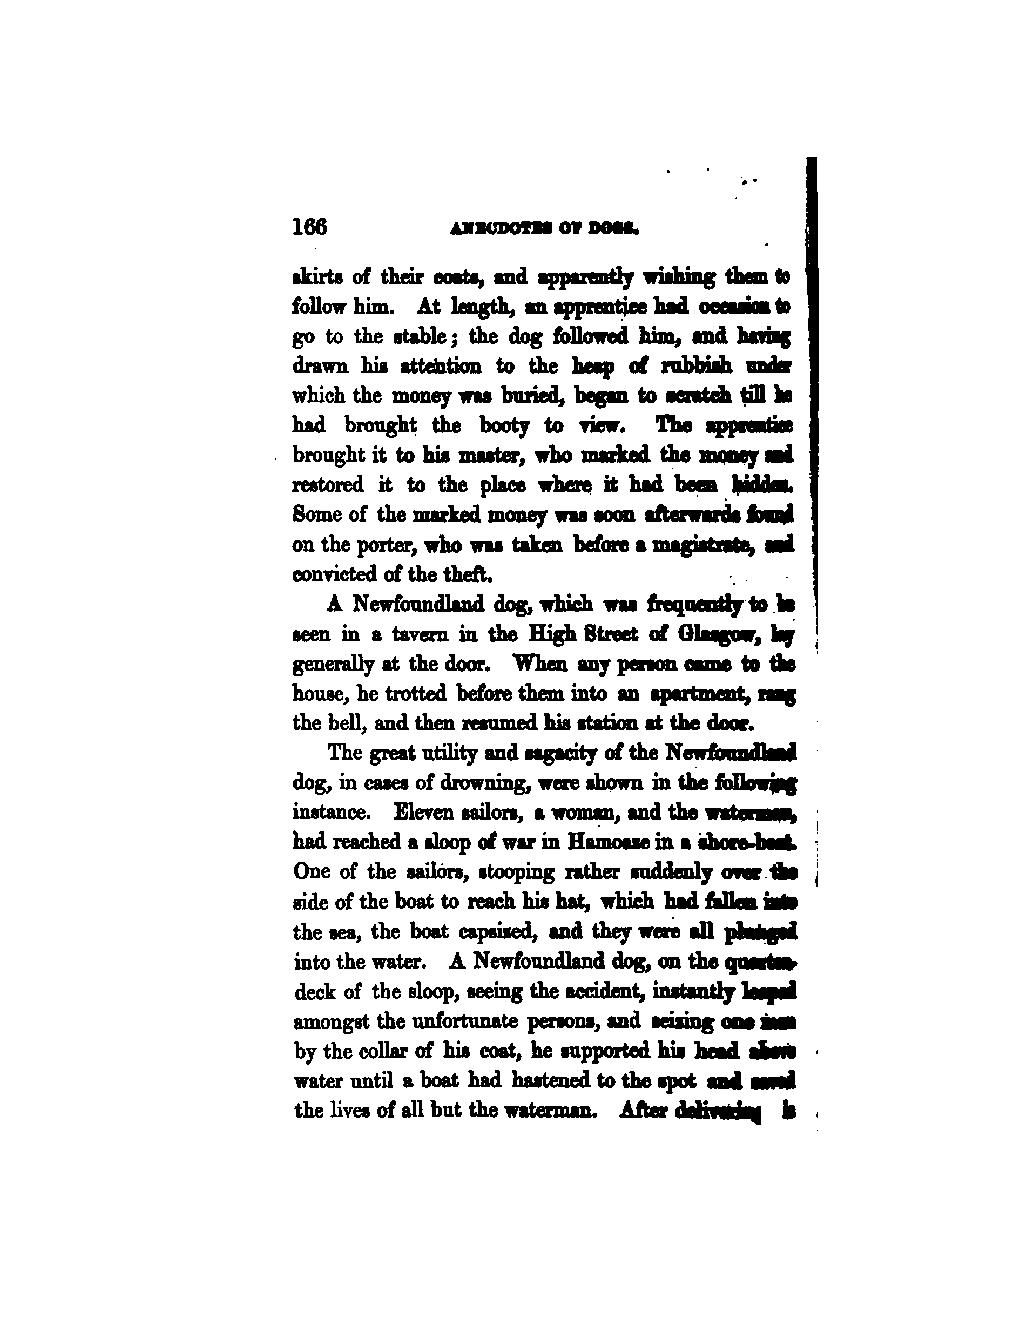 166 ANECDOTES OF DOGS.
skirts of their coats, and apparently wishing them to
follow him. At length, an apprentice had occasion to
go to the stable; the dog followed him, and having
drawn his attention to the heap of rubbish under
which the money was buried, began to scratch till he
had brought the booty to view. The apprentice
brought it to his master, who marked the money and
restored it to the place where it had been hidden.
Some of the marked money was soon afterwards found
on the porter, who was taken before a magistrate, and
convicted of the theft.
A Newfoundland dog, which was frequently to be
seen in a tavern in the High Street of Glasgow, lay
generally at the door. When any person came to the
house, he trotted before them into an apartment, rang
the bell, and then resumed his station at the door.
The great utility and sagacity of the Newfoundland
dog, in cases of drowning, were shown in the following
instance. Eleven sailors, a woman, and the waterman,
had reached a sloop of war in Hamoaze in a shore-boat.
One of the sailors, stooping rather suddenly over the
side of the boat to reach his hat, which had fallen into
the sea, the boat capsized, and they were all plunged
into the water. A Newfoundland dog, on the quarter-
deck of the sloop, seeing the accident, instantly leaped
amongst the unfortunate persons, and seizing one man
by the collar of his coat, he supported his head above
water until a boat had hastened to the spot and saved
the lives of all but the waterman. After delivering